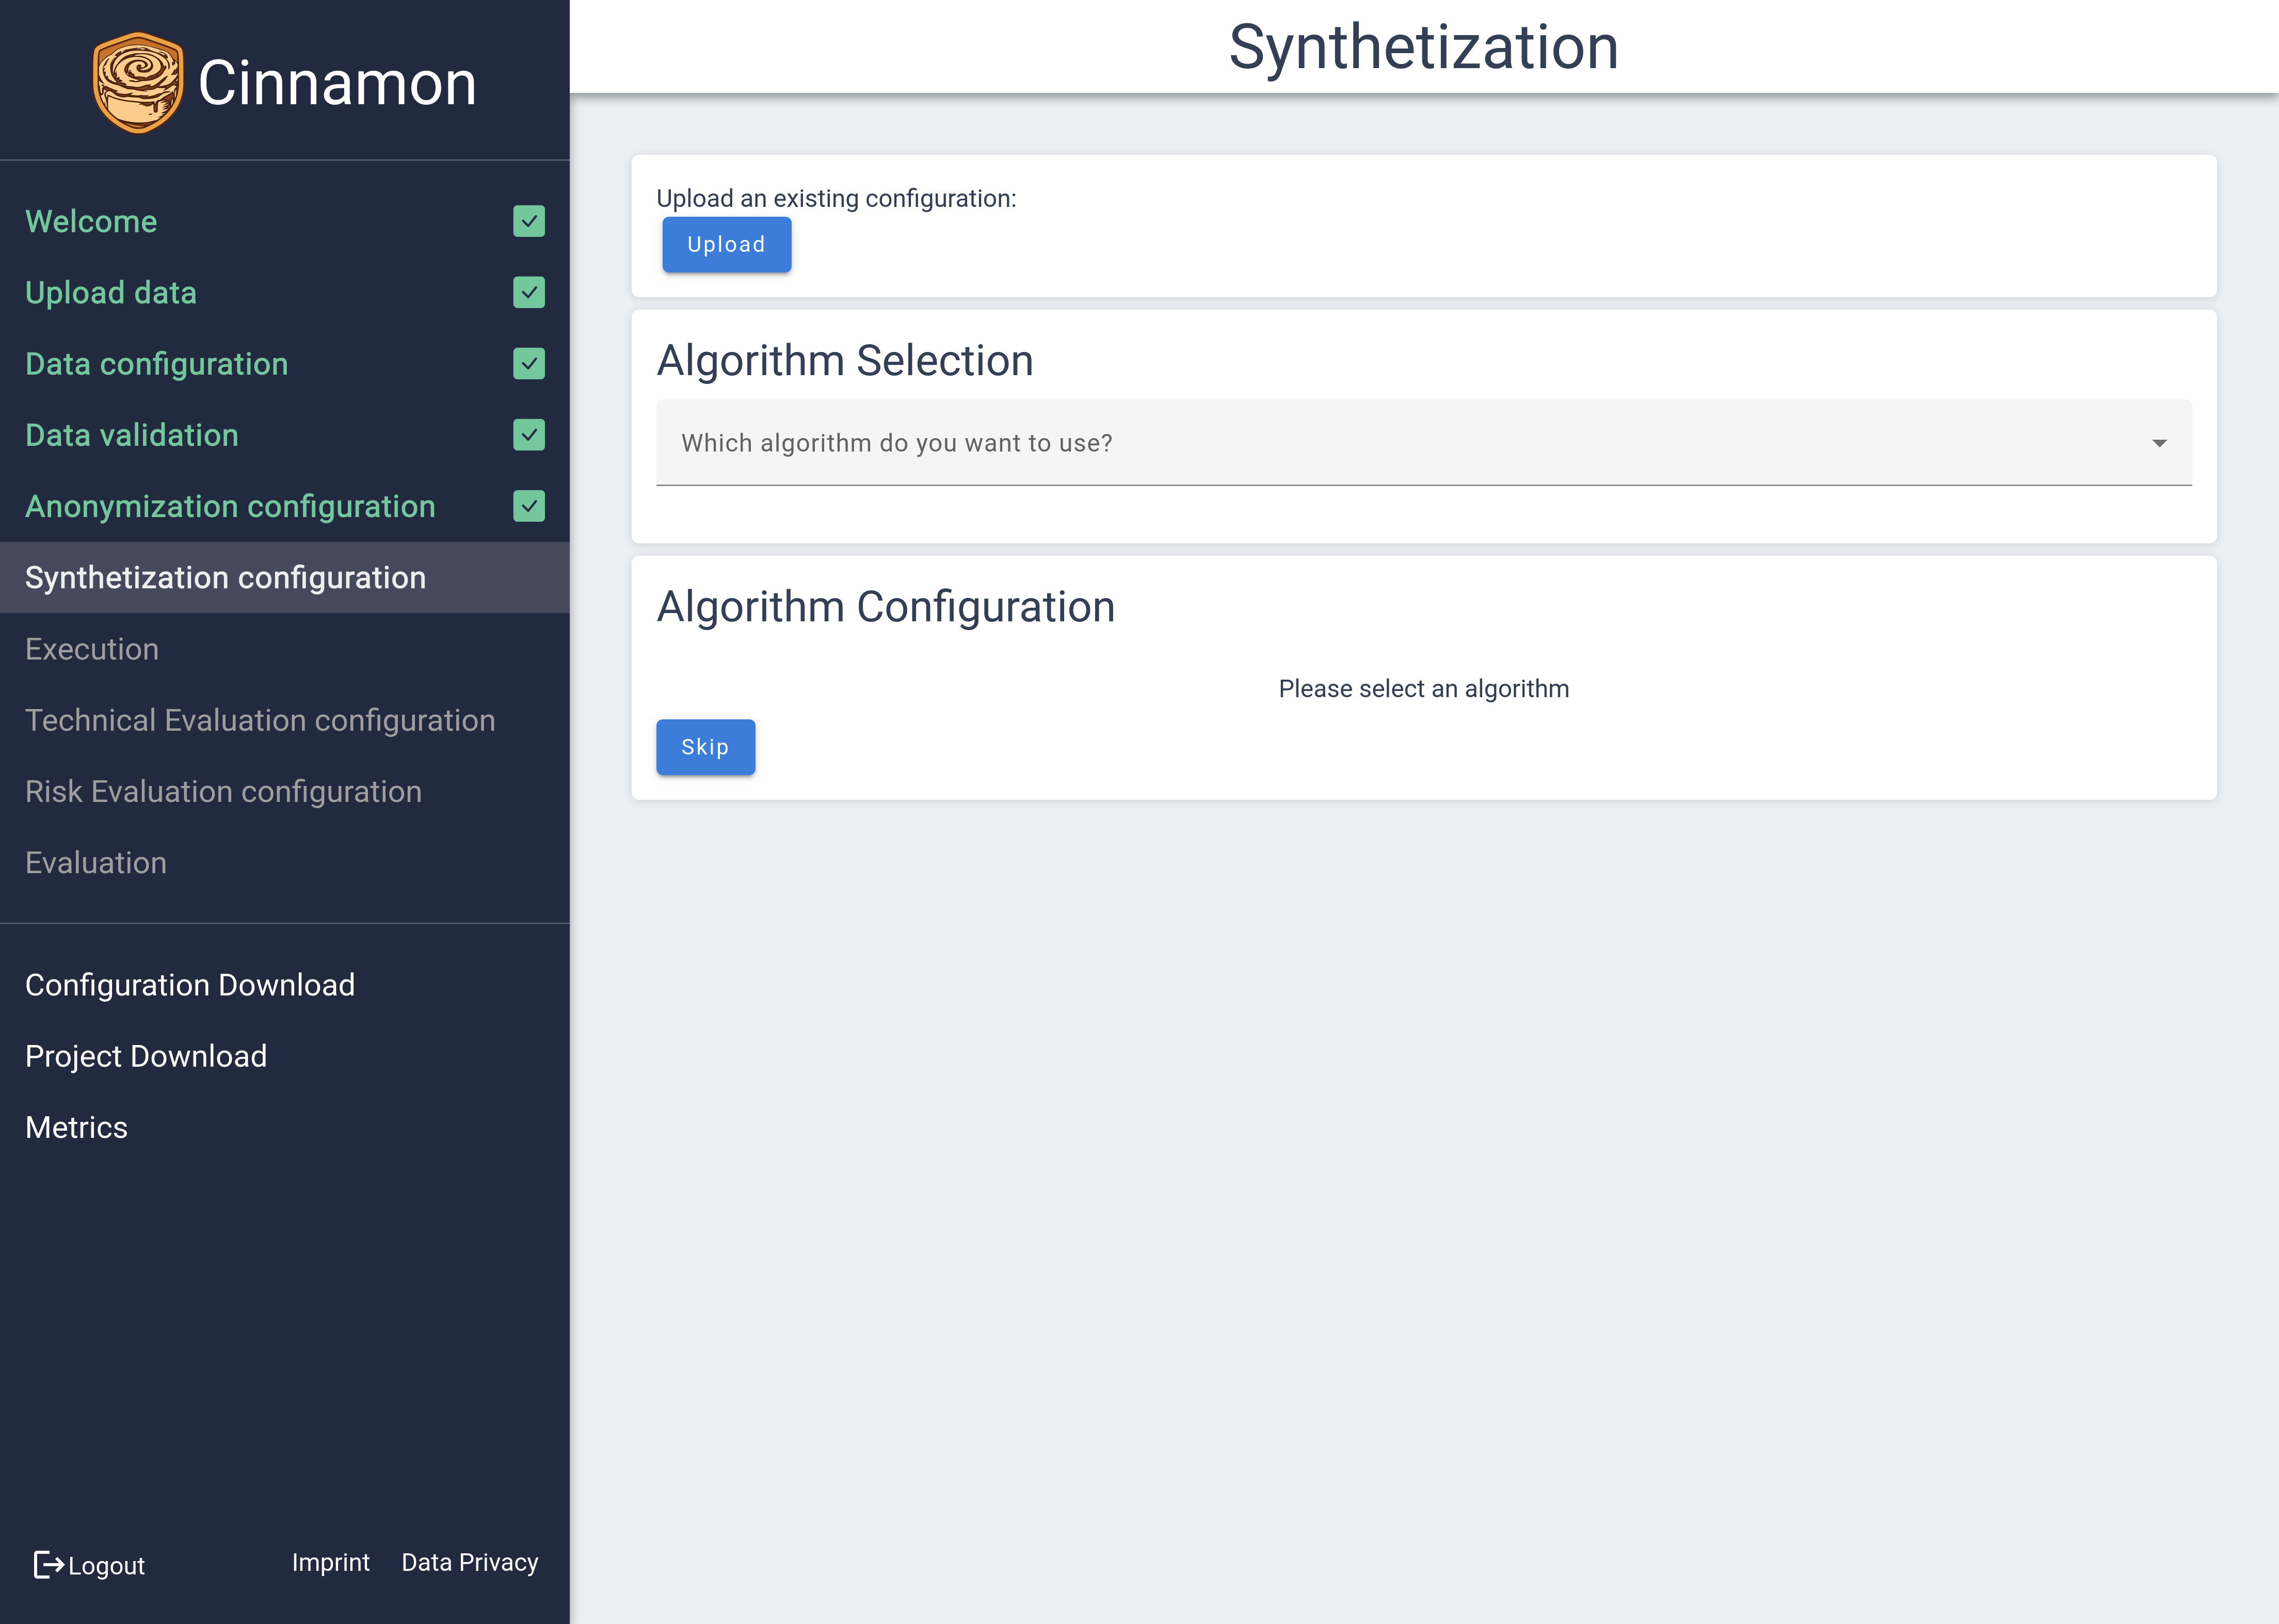 Cinnamon
Welcome
Upload data
Data configuration
Data validation
Anonymization configuration
Synthetization configuration
Execution
Technical Evaluation configuration
Risk Evaluation configuration
Evaluation
Configuration Download
Project Download
Metrics
Logout
Imprint
Data Privacy
Synthetization
Upload an existing configuration:
Upload
Algorithm Selection
Which algorithm do you want to use?
Algorithm Configuration
Please select an algorithm
Skip